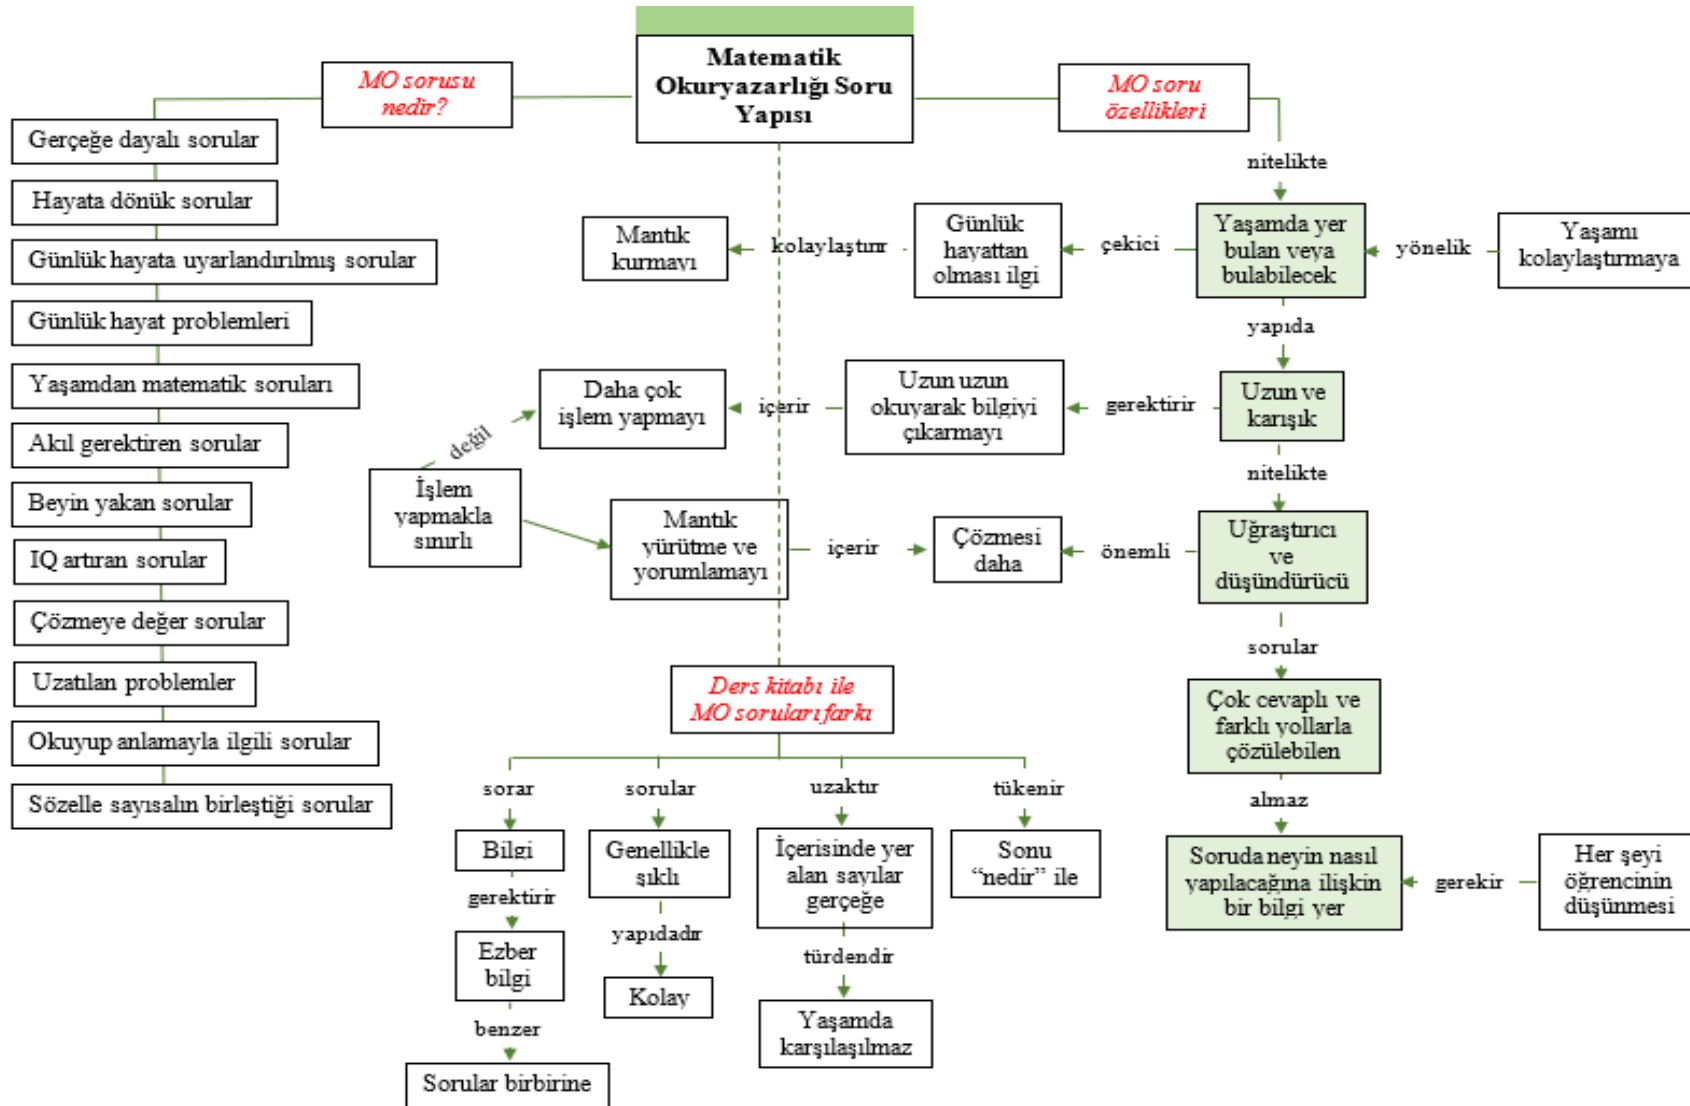 Matematik
Okuryazarlığı Soru
Yapısı
MO sorusu
nedir?
Gerçeğe dayalı sorular
Hayata dönük sorular
Günlük hayata uyarlandırılmış sorular
Günlük hayat problemleri
Yaşamdan matematik soruları
Akıl gerektiren sorular
Beyin yakan sorular
IQ artıran sorular
Çözmeye değer sorular
Uzatılan problemler
Okuyup anlamayla ilgili sorular
Sözelle sayısalın birleştiği sorular
MO soru
özellikleri
nitelikte
Yaşamda yer
bulan veya
bulabilecek
yönelik
Yaşamı
kolaylaştırmaya
çekici
Günlük
hayattan
olması ilgi
kolaylaştırır
Mantık
kurmayı
yapıda
Uzun ve
karışık
gerektirir
Uzun uzun
okuyarak bilgiyi
çıkarmayı
içerir
Daha çok
işlem yapmayı
değil
İşlem
yapmakla
sınırlı
nitelikte
Uğraştırıcı
ve
düşündürücü
önemli
Çözmesi
daha
içerir
Mantık
yürütme ve
yorumlamayı
sorular
Çok cevaplı ve
farklı yollarla
çözülebilen
almaz
Soruda neyin nasıl
yapılacağına ilişkin
bir bilgi yer
gerekir
Her şeyi
öğrencinin
düşünmesi
Ders kitabı ile
MO soruları farkı
sorar
Bilgi
gerektirir
Ezber
bilgi
benzer
Sorular birbirine
sorular
Genellikle
şıklı
yapıdadır
Kolay
uzaktır
İçerisinde yer
alan sayılar
gerçeğe
türdendir
Yaşamda
karşılaşılmaz
tükenir
Sonu
“nedir” ile